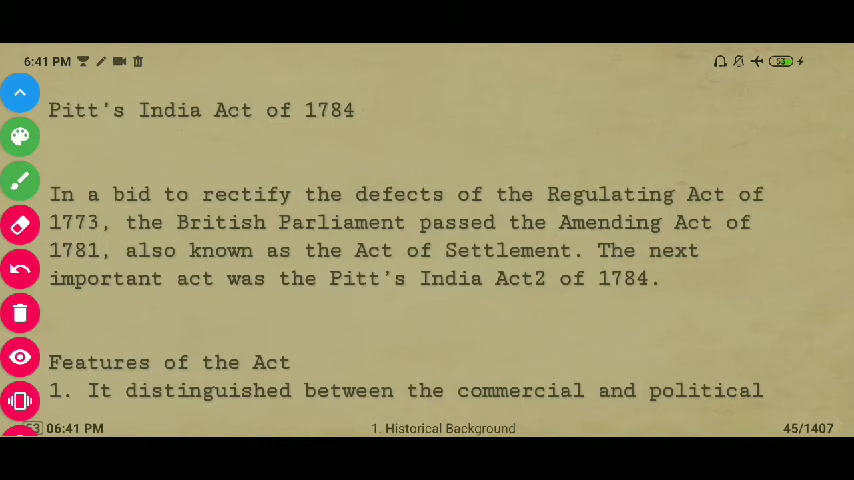 6:41 PM
53
Pitt's India Act of 1784
In a bid to rectify the defects of the Regulating Act of
1773, the British Parliament passed the Amending Act of
1781, also known as the Act of Settlement. The next
important act was the Pitt's India Act2 of 1784.
Features of the Act
1. It distinguished between the commercial and political
53 06:41 PM
1. Historical Background
45/1407